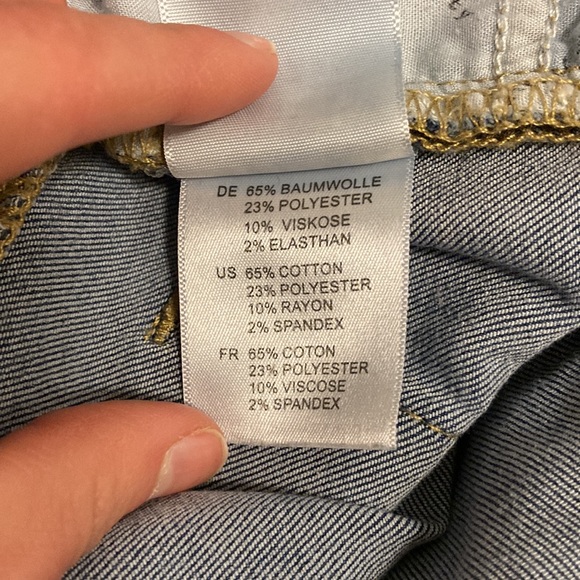 DE 65% BAUMWOLLE
23% POLYESTER
10% VISKOSE
2% ELASTHAN
US 65% COTTON
23% POLYESTER
10% RAYON
2% SPANDEX
FR 65% COTON
23% POLYESTER
10% VISCOSE
2% SPANDEX